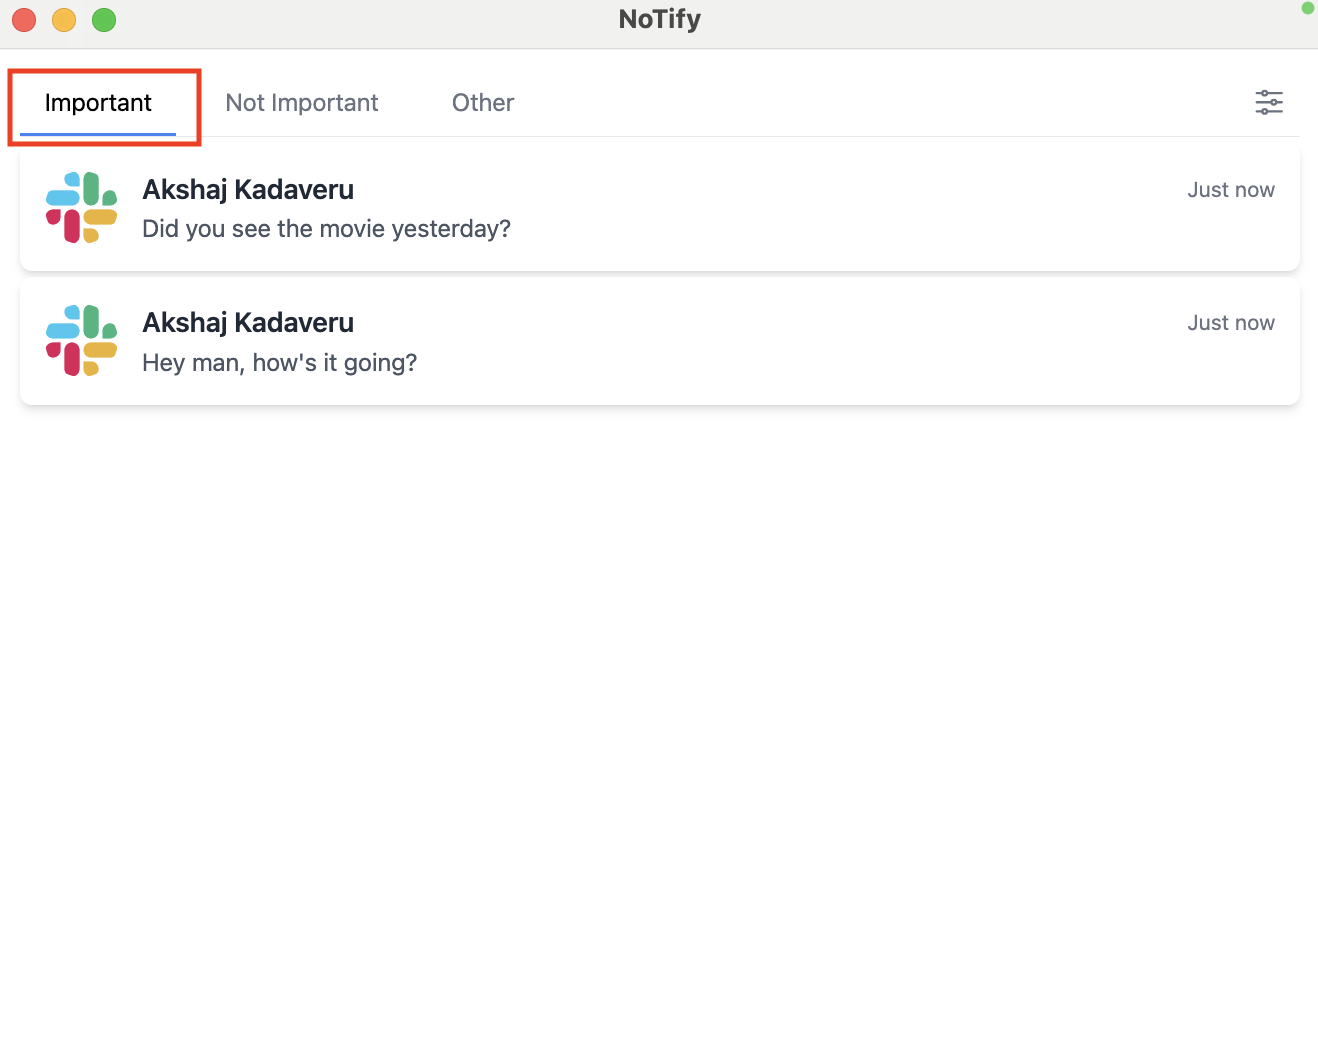 NoTify
Important Not Important Other
Akshaj Kadaveru Just now
Did you see the movie yesterday?
Akshaj Kadaveru Just now
Hey man, how's it going?